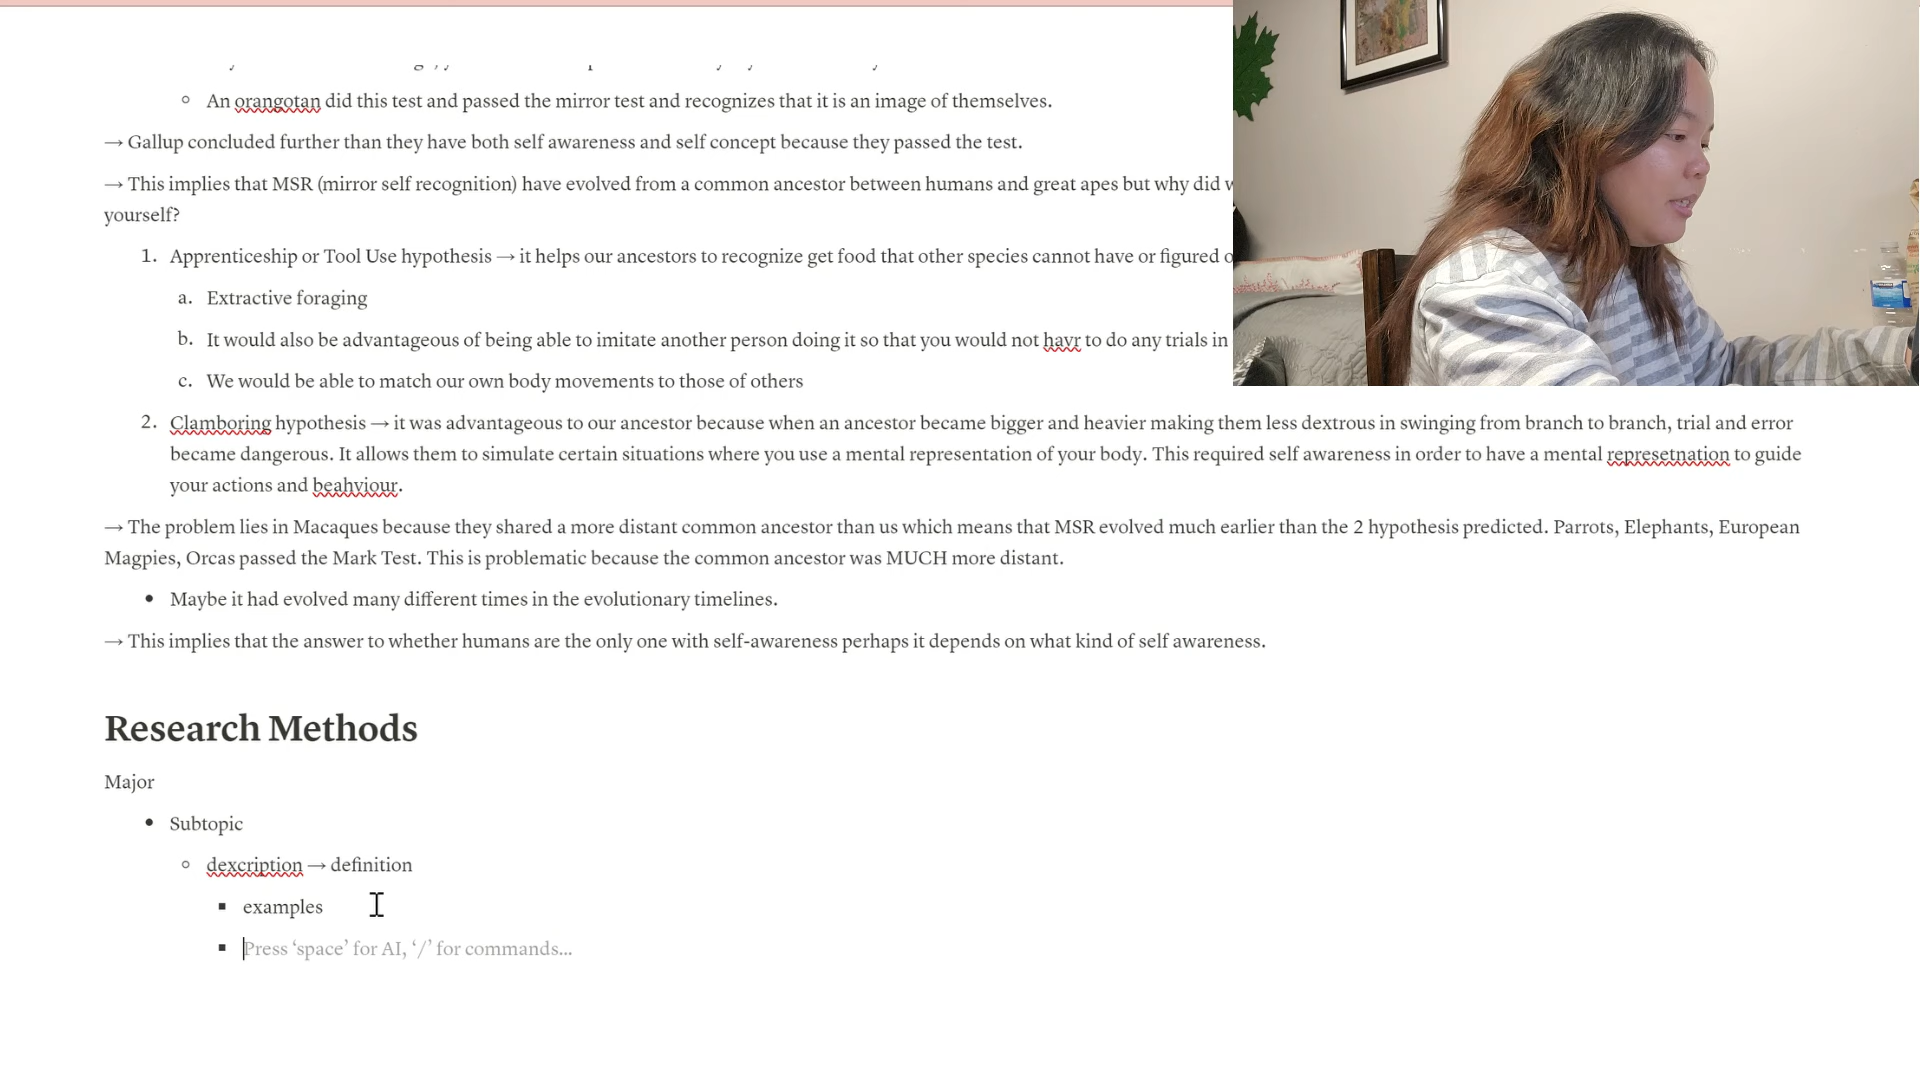 An orangotan did this test and passed the mirror test and recognizes that it is an image of themselves.
→ Gallup concluded further than they have both self awareness and self concept because they passed the test.
→ This implies that MSR (mirror self recognition) have evolved from a common ancestor between humans and great apes but why did
yourself?
1. Apprenticeship or Tool Use hypothesis → it helps our ancestors to recognize get food that other species cannot have or figured
a. Extractive foraging
b. It would also be advantageous of being able to imitate another person doing it so that you would not havr to do any trials in
c. We would be able to match our own body movements to those of others
2. Clamboring hypothesis → it was advantageous to our ancestor because when an ancestor became bigger and heavier making them less dextrous in swinging from branch to branch, trial and error
became dangerous. It allows them to simulate certain situations where you use a mental representation of your body. This required self awareness in order to have a mental represetnation to guide
your actions and beahviour.
→ The problem lies in Macaques because they shared a more distant common ancestor than us which means that MSR evolved much earlier than the 2 hypothesis predicted. Parrots, Elephants, European
Magpies, Orcas passed the Mark Test. This is problematic because the common ancestor was MUCH more distant.
Maybe it had evolved many different times in the evolutionary timelines.
→ This implies that the answer to whether humans are the only one with self-awareness perhaps it depends on what kind of self awareness.
Research Methods
Major
Subtopic
dexcription → definition
examples
Press ‘space’ for AI, ‘/’ for commands...